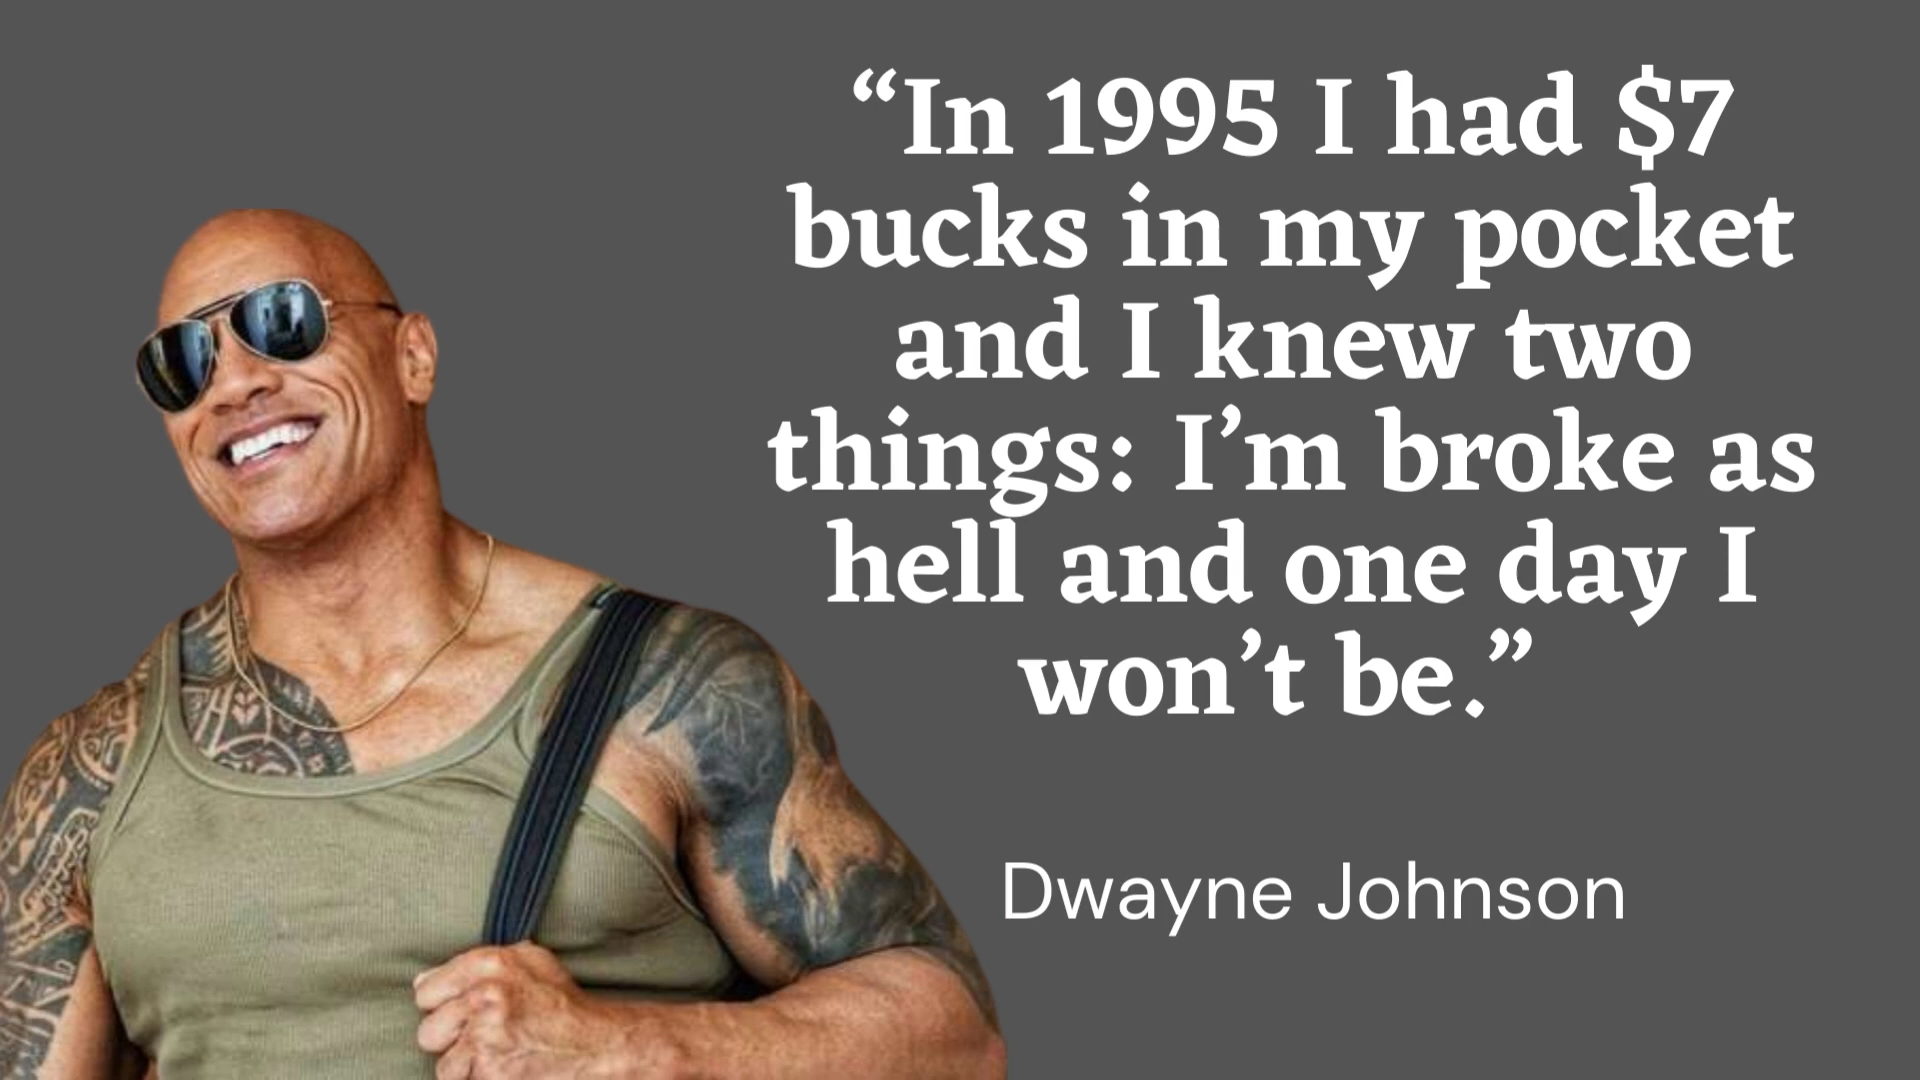 “In 1995 I had $7
bucks in my pocket
and I knew two
things: I’m broke as
hell and one day I
won’t be.”
Dwayne Johnson